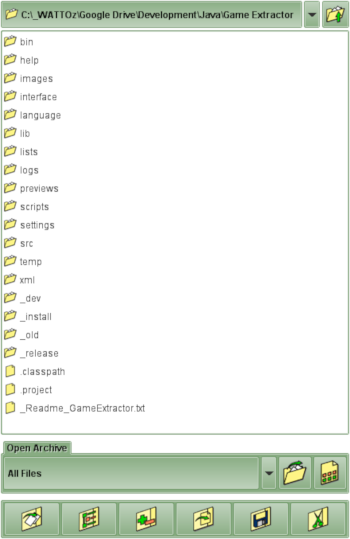 C:\_WATTOz\Google Drive\Development\Java\Game Extractor
bin
help
images
interface
language
lib
lists
logs
previews
scripts
settings
src
temp
xml
_dev
_install
_old
_release
.classpath
.project
_Readme_GameExtractor.txt
Open Archive
All Files